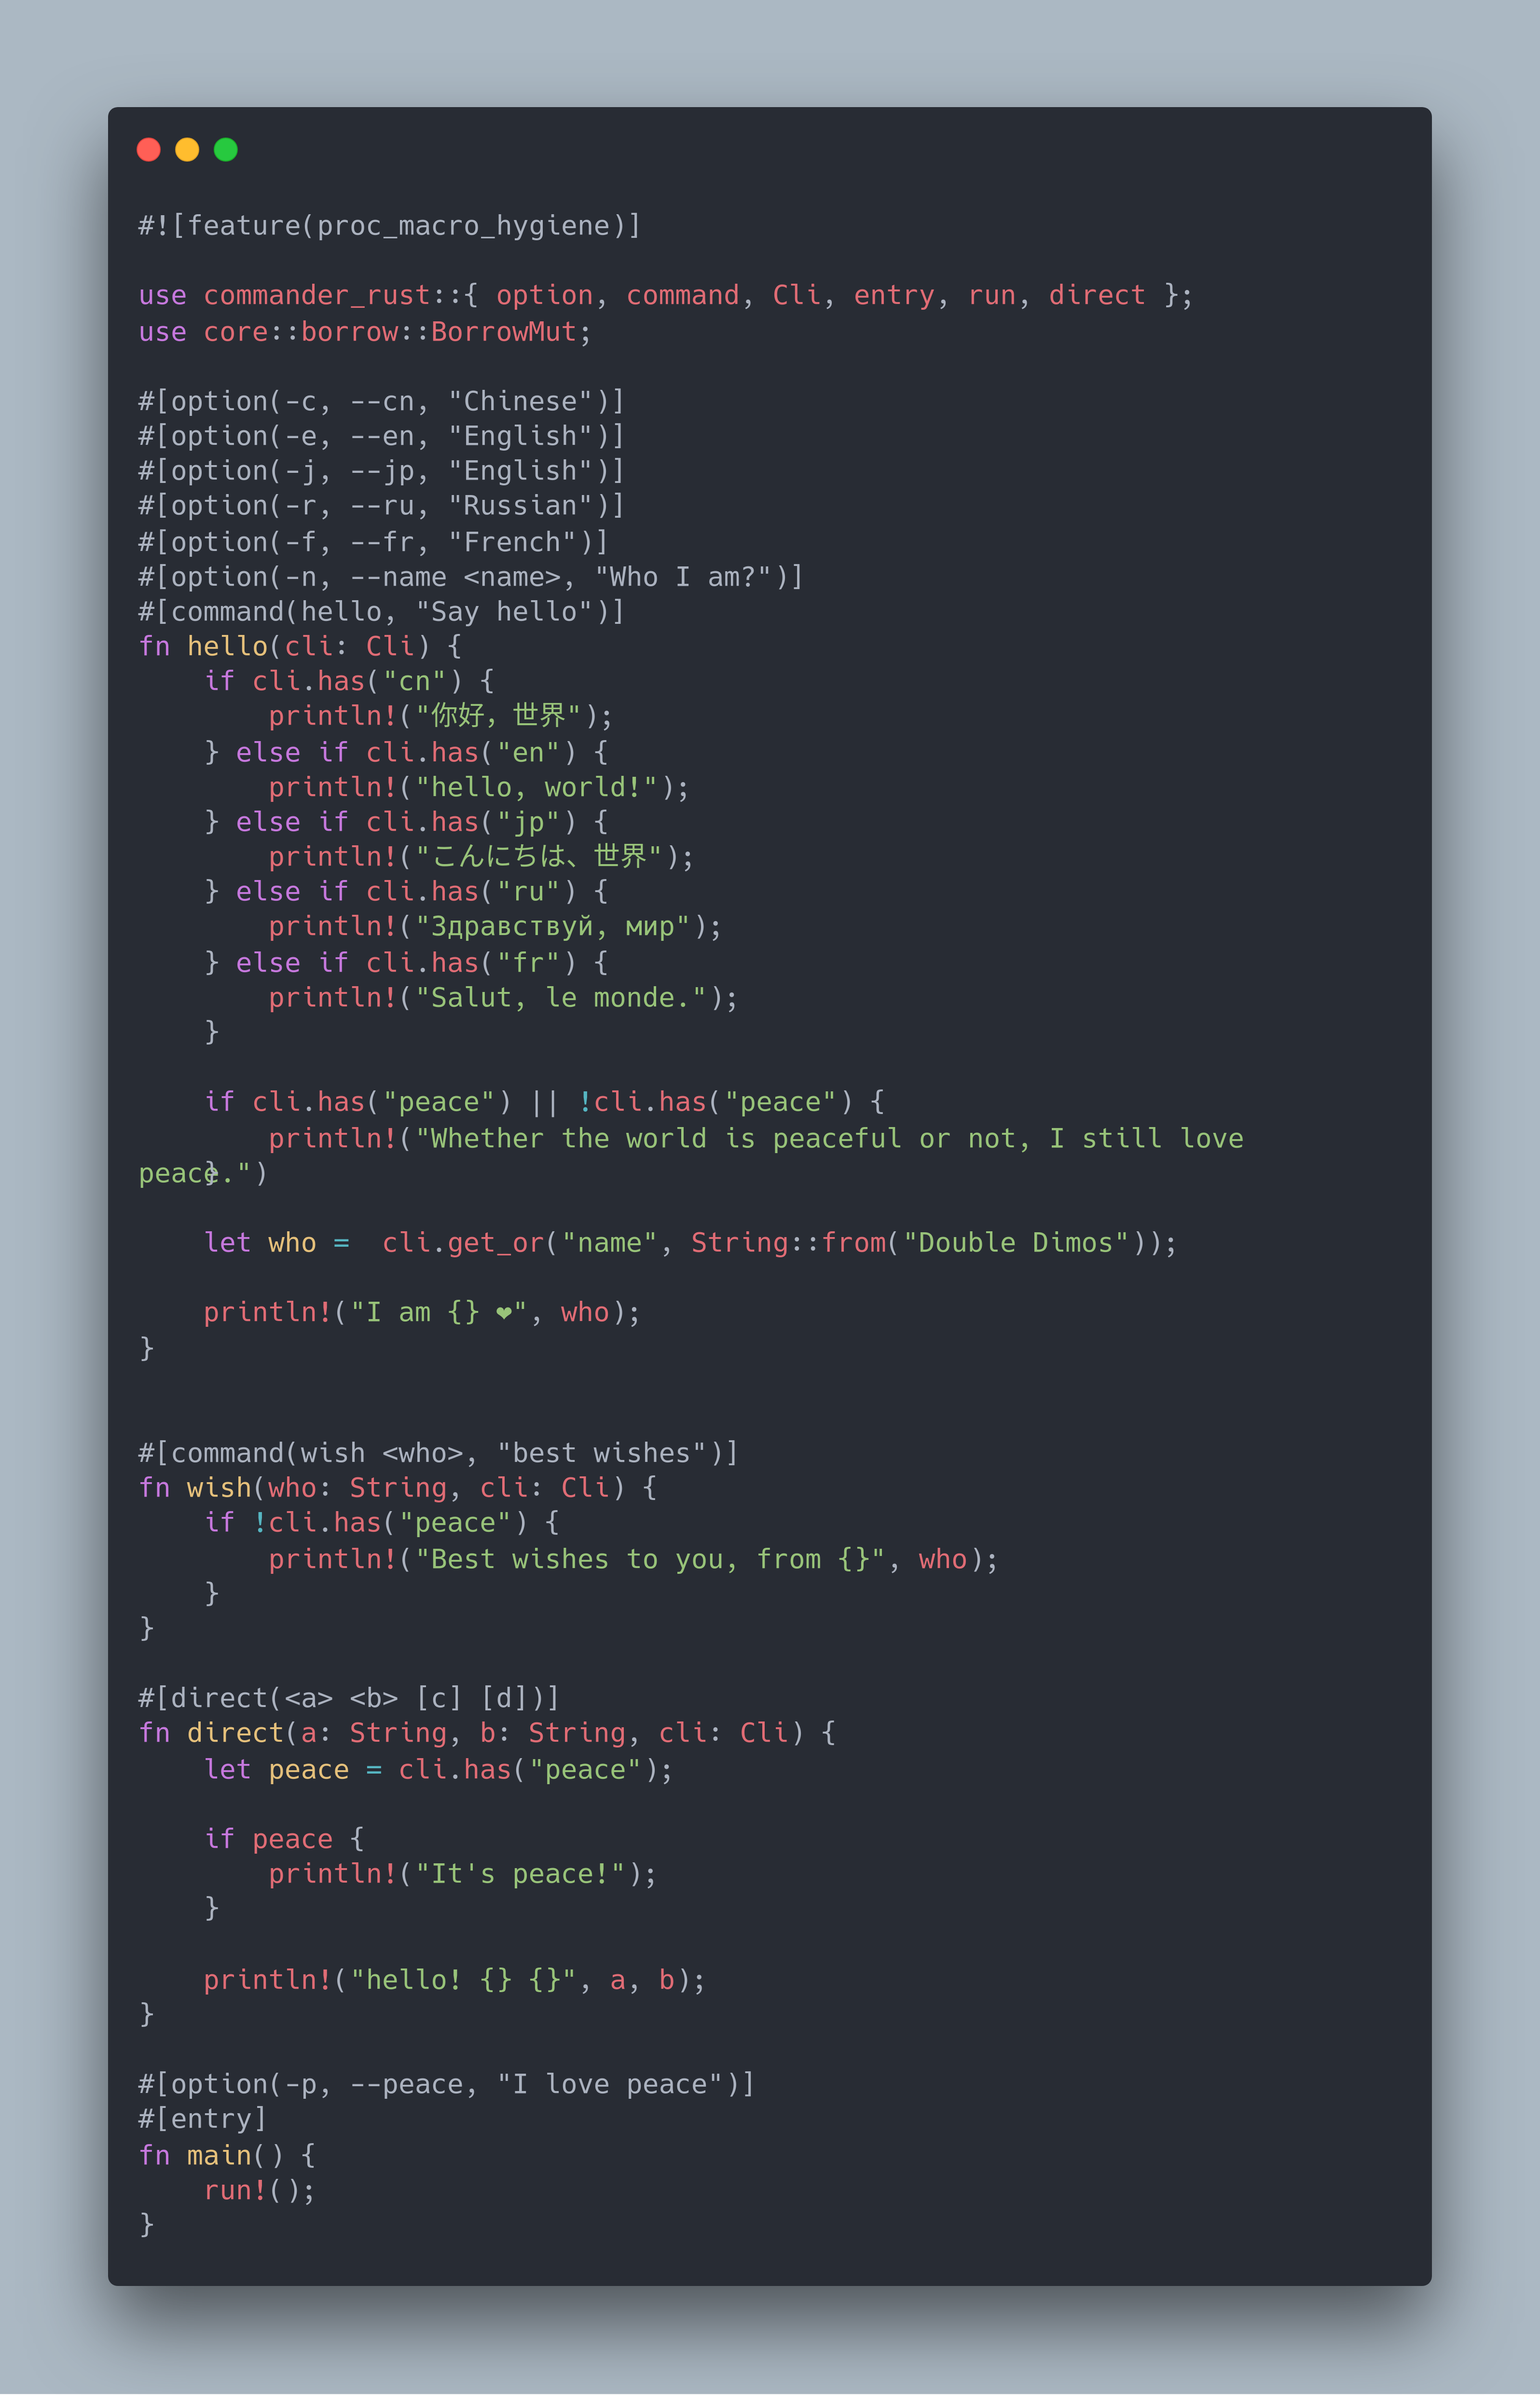 #![feature(proc_macro_hygiene)]
use commander_rust::{ option, command, Cli, entry, run, direct };
use core::borrow::BorrowMut;
#[option(-c, --cn, "Chinese")]
#[option(-e, --en, "English")]
#[option(-j, --jp, "English")]
#[option(-r, --ru, "Russian")]
#[option(-f, --fr, "French")]
#[option(-n, --name <name>, "Who I am?")]
#[command(hello, "Say hello")]
fn hello(cli: Cli) {
    if cli.has("cn") {
        println!("你好，世界");
    } else if cli.has("en") {
        println!("hello, world!");
    } else if cli.has("jp") {
        println!("こんにちは、世界");
    } else if cli.has("ru") {
        println!("Здравствуй, мир");
    } else if cli.has("fr") {
        println!("Salut, le monde.");
    }
    if cli.has("peace") || !cli.has("peace") {
        println!("Whether the world is peaceful or not, I still love
peace.")
    }
    let who =  cli.get_or("name", String::from("Double Dimos"));
    println!("I am {} ❤", who);
}
#[command(wish <who>, "best wishes")]
fn wish(who: String, cli: Cli) {
    if !cli.has("peace") {
        println!("Best wishes to you, from {}", who);
    }
}
#[direct(<a> <b> [c] [d])]
fn direct(a: String, b: String, cli: Cli) {
    let peace = cli.has("peace");
    if peace {
        println!("It's peace!");
    }
    println!("hello! {} {}", a, b);
}
#[option(-p, --peace, "I love peace")]
#[entry]
fn main() {
    run!();
}